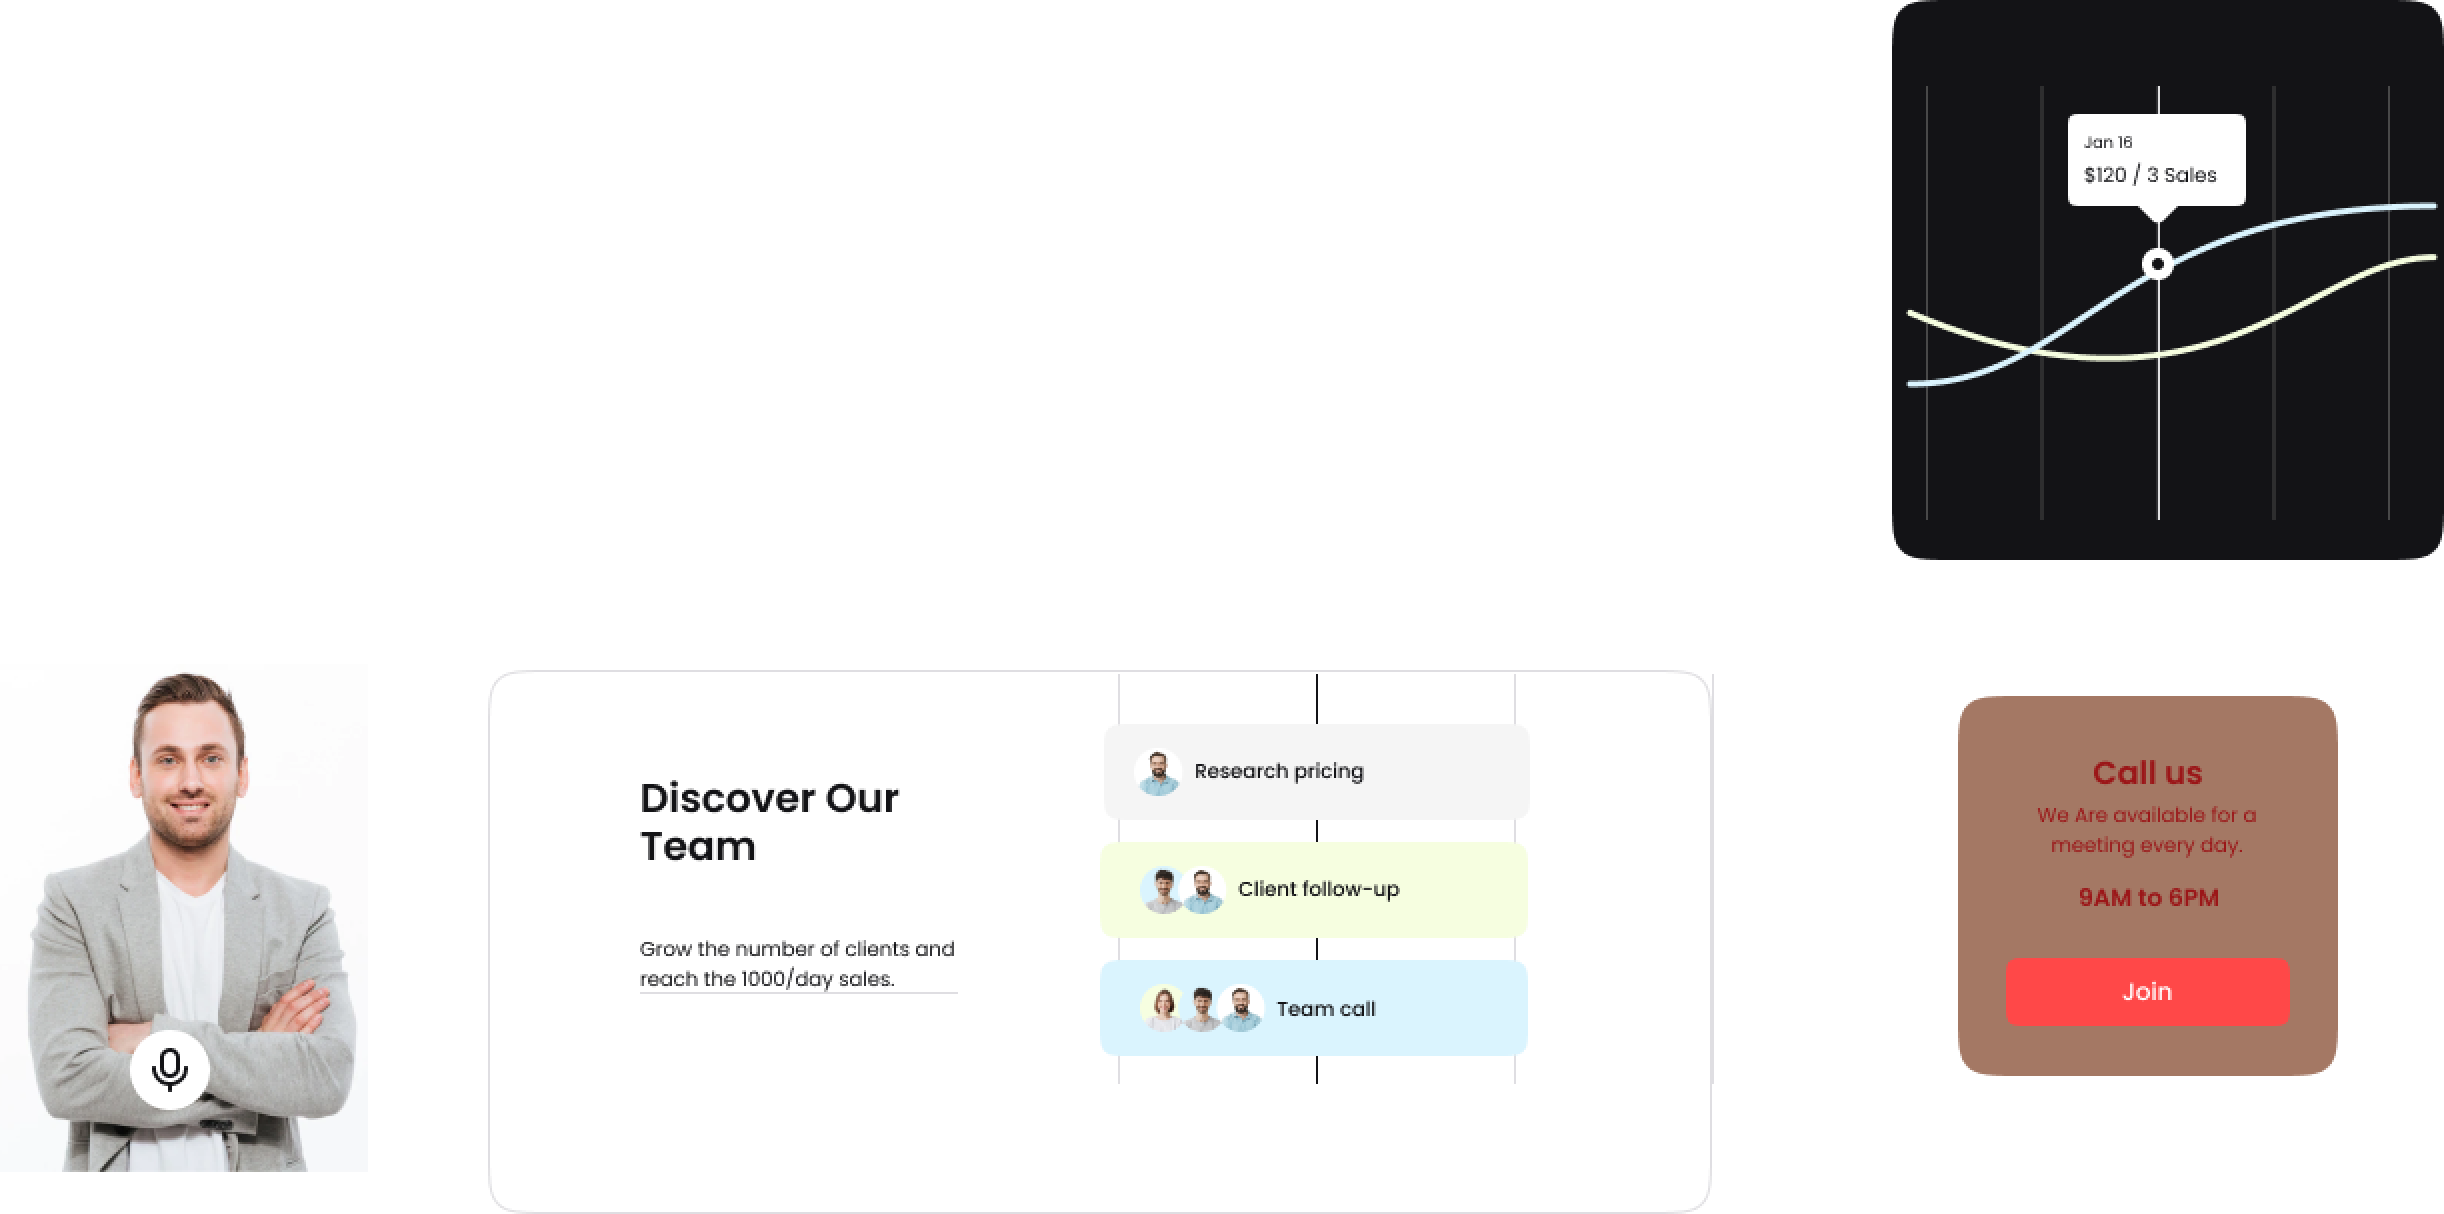 Jan 16
$120 / 3 Sales
Discover Our
Team
Grow the number of clients and
reach the 1000/day sales.
Research pricing
Client follow-up
Team call
Call us
We Are available for a
meeting every day.
9AM to 6PM
Join